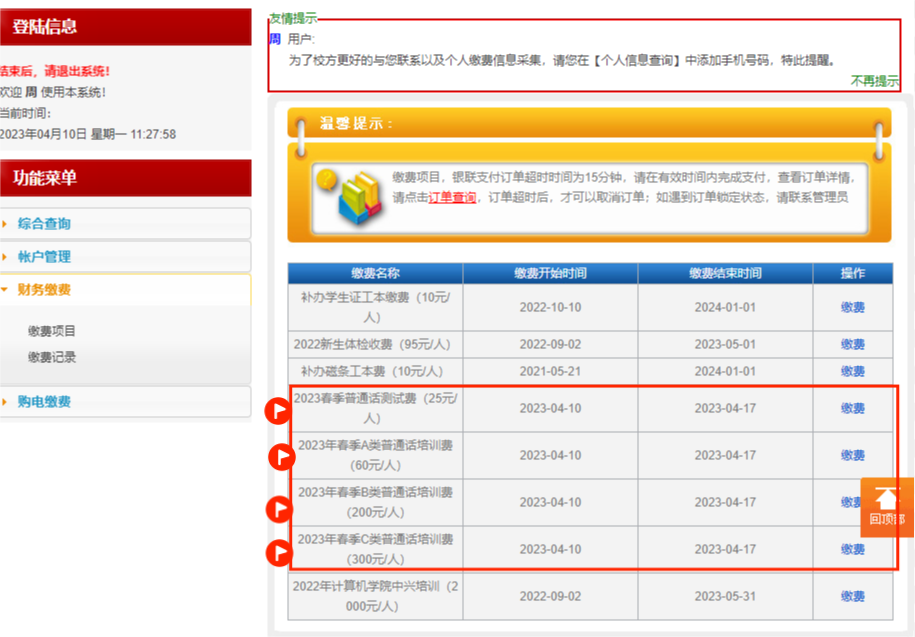 登陆信息
结束后，请退出系统！
欢迎 周 使用本系统！
当前时间：
2023年04月10日 星期一 11:27:58
功能菜单
综合查询
帐户管理
财务缴费
缴费项目
缴费记录
购电缴费
友情提示
周 用户:
为了校方更好的与您联系以及个人缴费信息采集，请您在【个人信息查询】中添加手机号码，特此提醒。
不再提示
温馨提示：
缴费项目，银联支付订单超时时间为15分钟，请在有效时间内完成支付，查看订单详情，
请点击订单查询，订单超时后，才可以取消订单；如遇到订单锁定状态，请联系管理员
缴费名称 缴费开始时间 缴费结束时间 操作
补办学生证工本缴费（10元/
人） 2022-10-10 2024-01-01 缴费
2022新生体检收费（95元/人） 2022-09-02 2023-05-01 缴费
补办磁条工本费（10元/人） 2021-05-21 2024-01-01 缴费
2023春季普通话测试费（25元/
人） 2023-04-10 2023-04-17 缴费
2023年春季A类普通话培训费
（60元/人） 2023-04-10 2023-04-17 缴费
2023年春季B类普通话培训费
（200元/人） 2023-04-10 2023-04-17 缴费
2023年春季C类普通话培训费
（300元/人） 2023-04-10 2023-04-17 缴费
2022年计算机学院中兴培训（2
000元/人） 2022-09-02 2023-05-31 缴费
回顶部